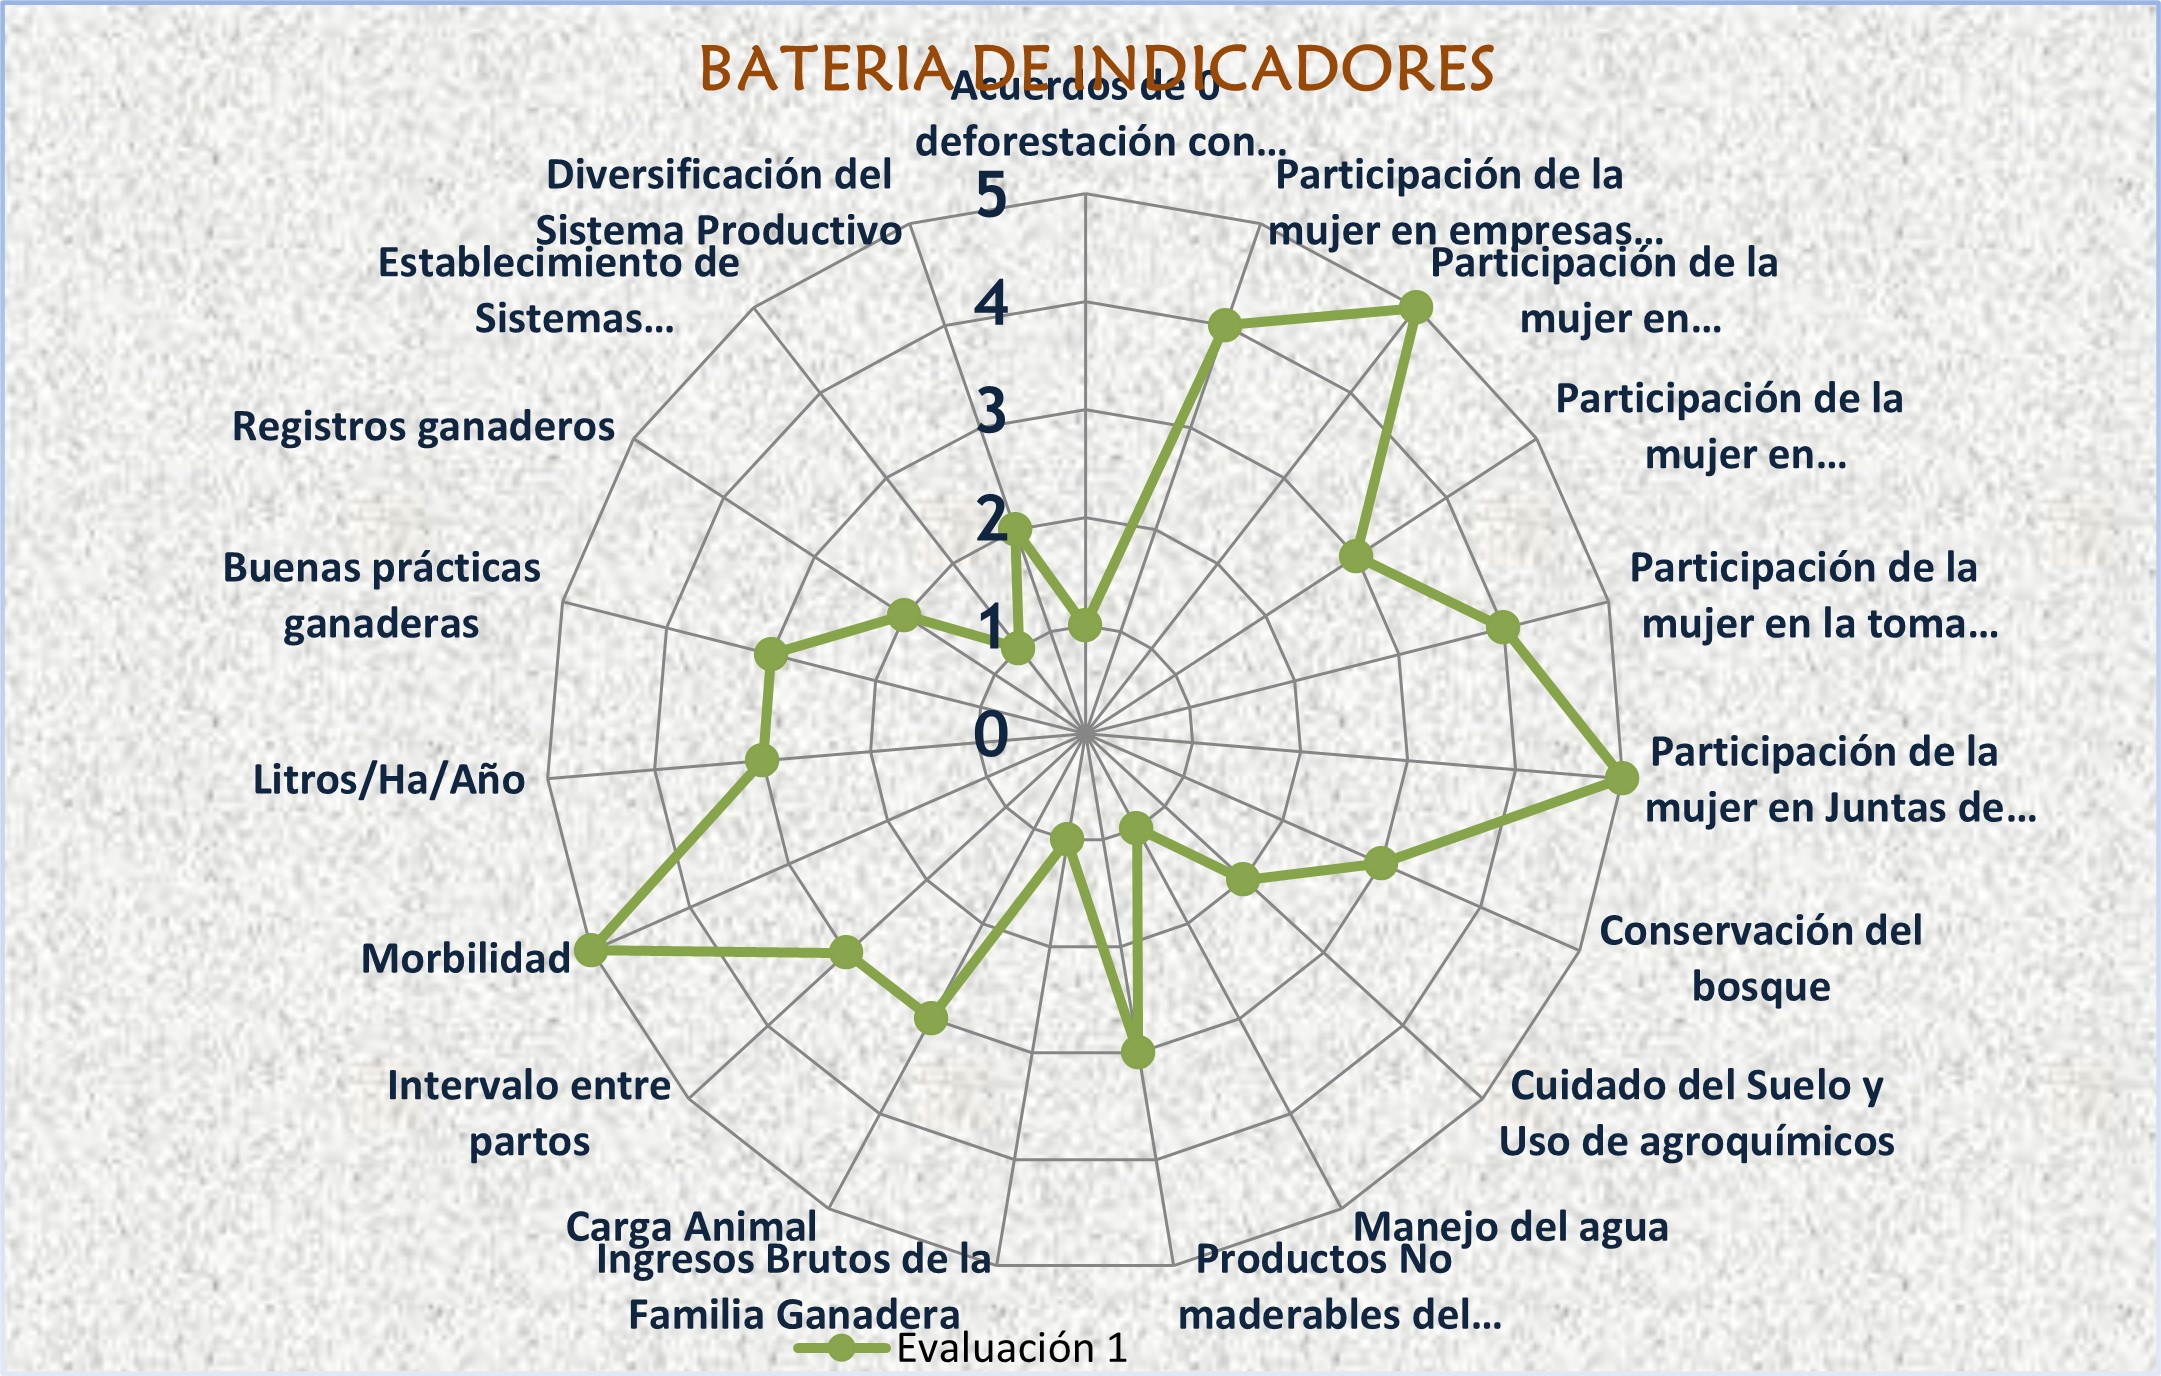 BATERIA DE INDICADORES
Acuerdos de 0
deforestación con...
Participación de la
mujer en empresas...
Participación de la
mujer en...
Participación de la
mujer en...
Participación de la
mujer en la toma...
Participación de la
mujer en Juntas de...
Conservación del
bosque
Cuidado del Suelo y
Uso de agroquímicos
Manejo del agua
Productos No
maderables del...
Ingresos Brutos de la
Familia Ganadera
Carga Animal
Intervalo entre
partos
Morbilidad
Litros/Ha/Año
Buenas prácticas
ganaderas
Registros ganaderos
Establecimiento de
Sistemas...
Diversificación del
Sistema Productivo
5
4
3
2
1
0
Evaluación 1